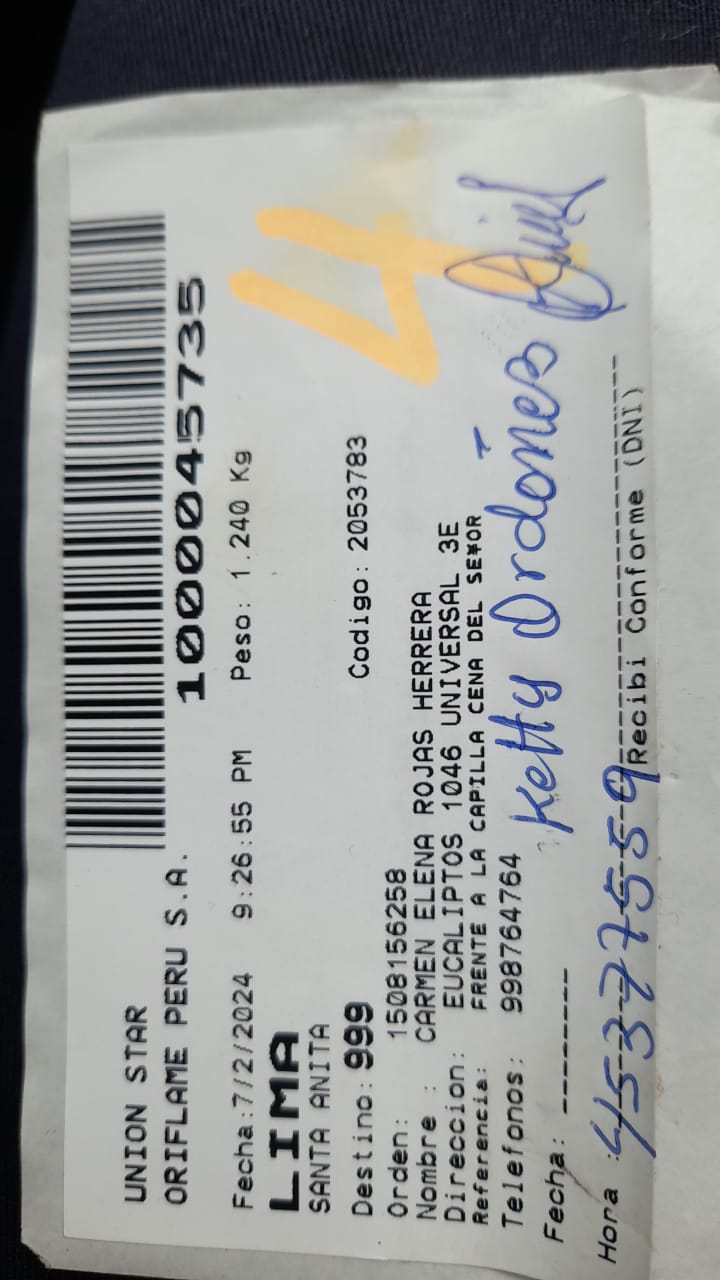 UNION STAR
ORIFLAME PERU S.A.
1000045735
Fecha:7/2/2024 9:26:55 PM Peso: 1.240 Kg
LIMA
SANTA ANITA
Destino: 999 Codigo: 2053783
Orden: 1508156258
Nombre : CARMEN ELENA ROJAS HERRERA
Direccion: EUCALIPTOS 1046 UNIVERSAL 3E
Referencia: FRENTE A LA CAPILLA CENA DEL SE¥OR
Telefonos: 998764764
4
Fecha: --------
Ketty Ordoñes
Hora : 45377559
Recibi Conforme (DNI)